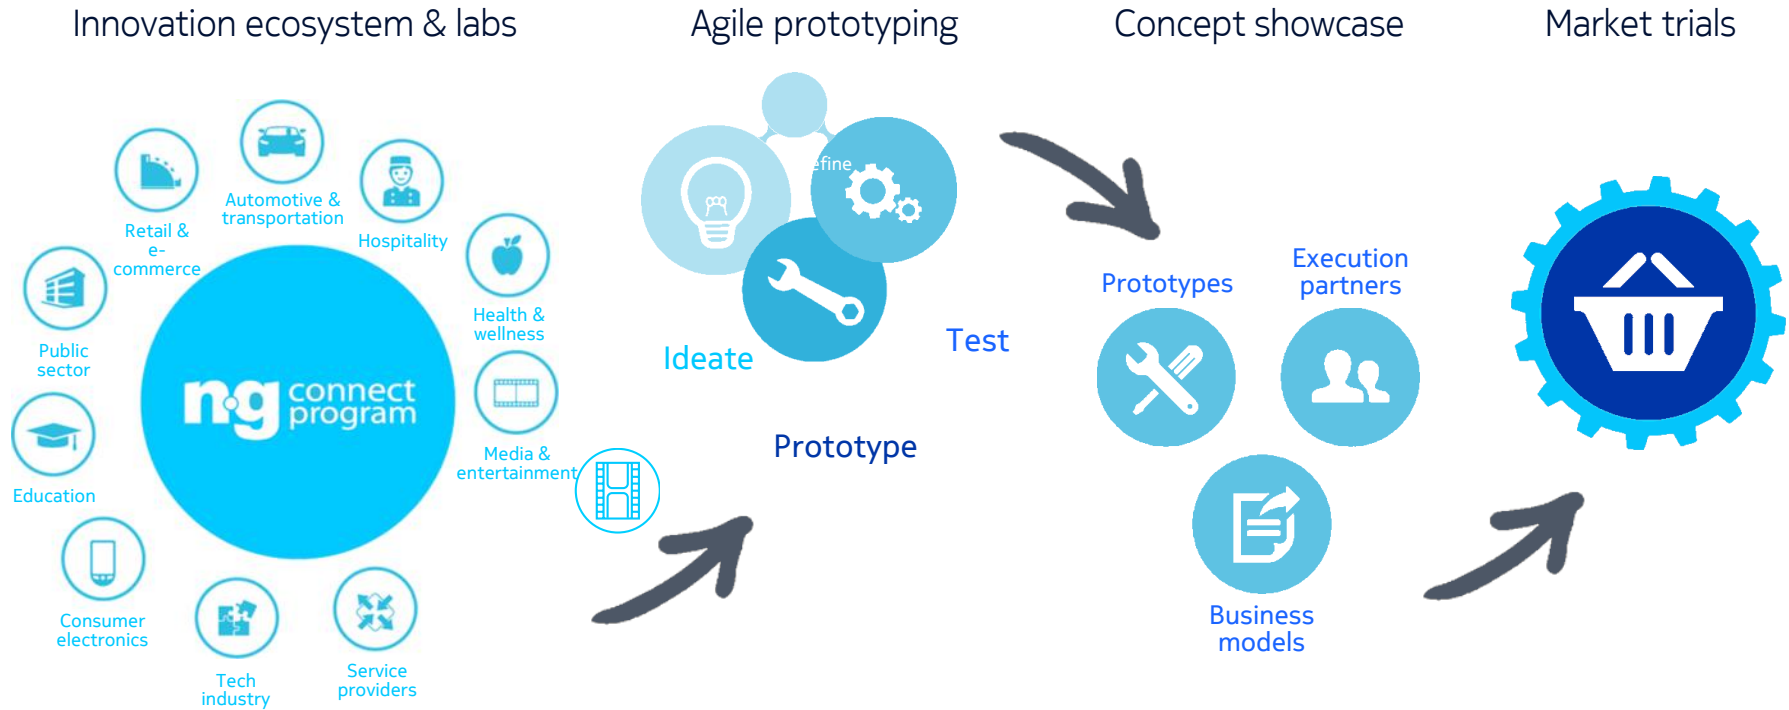 Innovation ecosystem & labs
Agile prototyping
Concept showcase
Market trials
Automotive &
transportation
Retail &
e-
commerce
Hospitality
Public
sector
Health &
wellness
ng connect
program
Education
Media &
entertainment
Consumer
electronics
Tech
industry
Service
providers
efine
Ideate
Test
Prototype
Prototypes
Execution
partners
Business
models